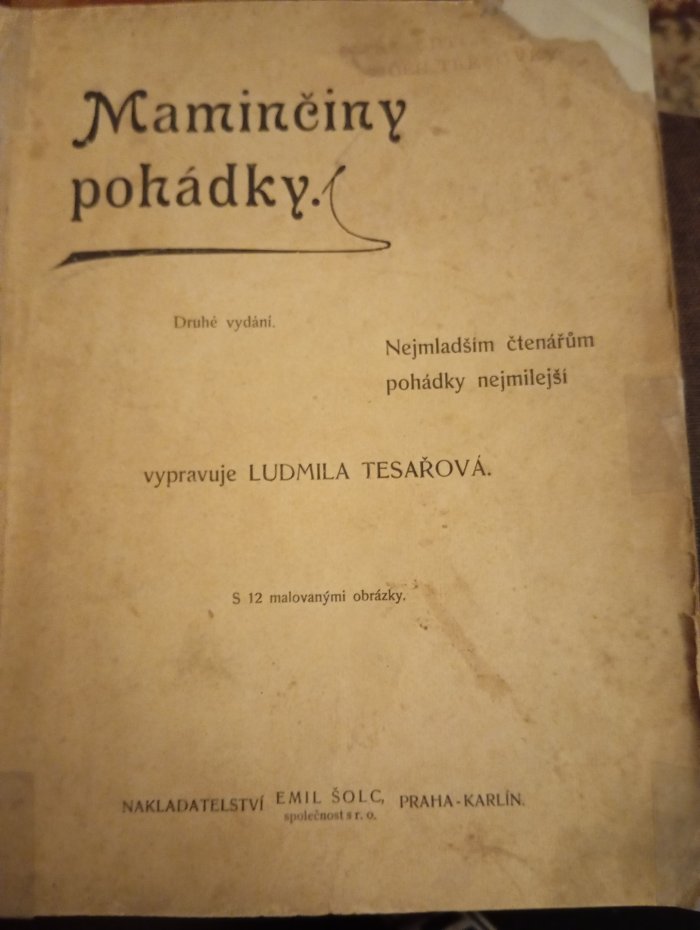 Maminčiny
pohádky.
Druhé vydání.
Nejmladším čtenářům
pohádky nejmilejší
vypravuje LUDMILA TESAŘOVÁ.
S 12 malovanými obrázky.
NAKLADATELSTVÍ EMIL ŠOLC, PRAHA-KARLÍN.
společnost s r. o.